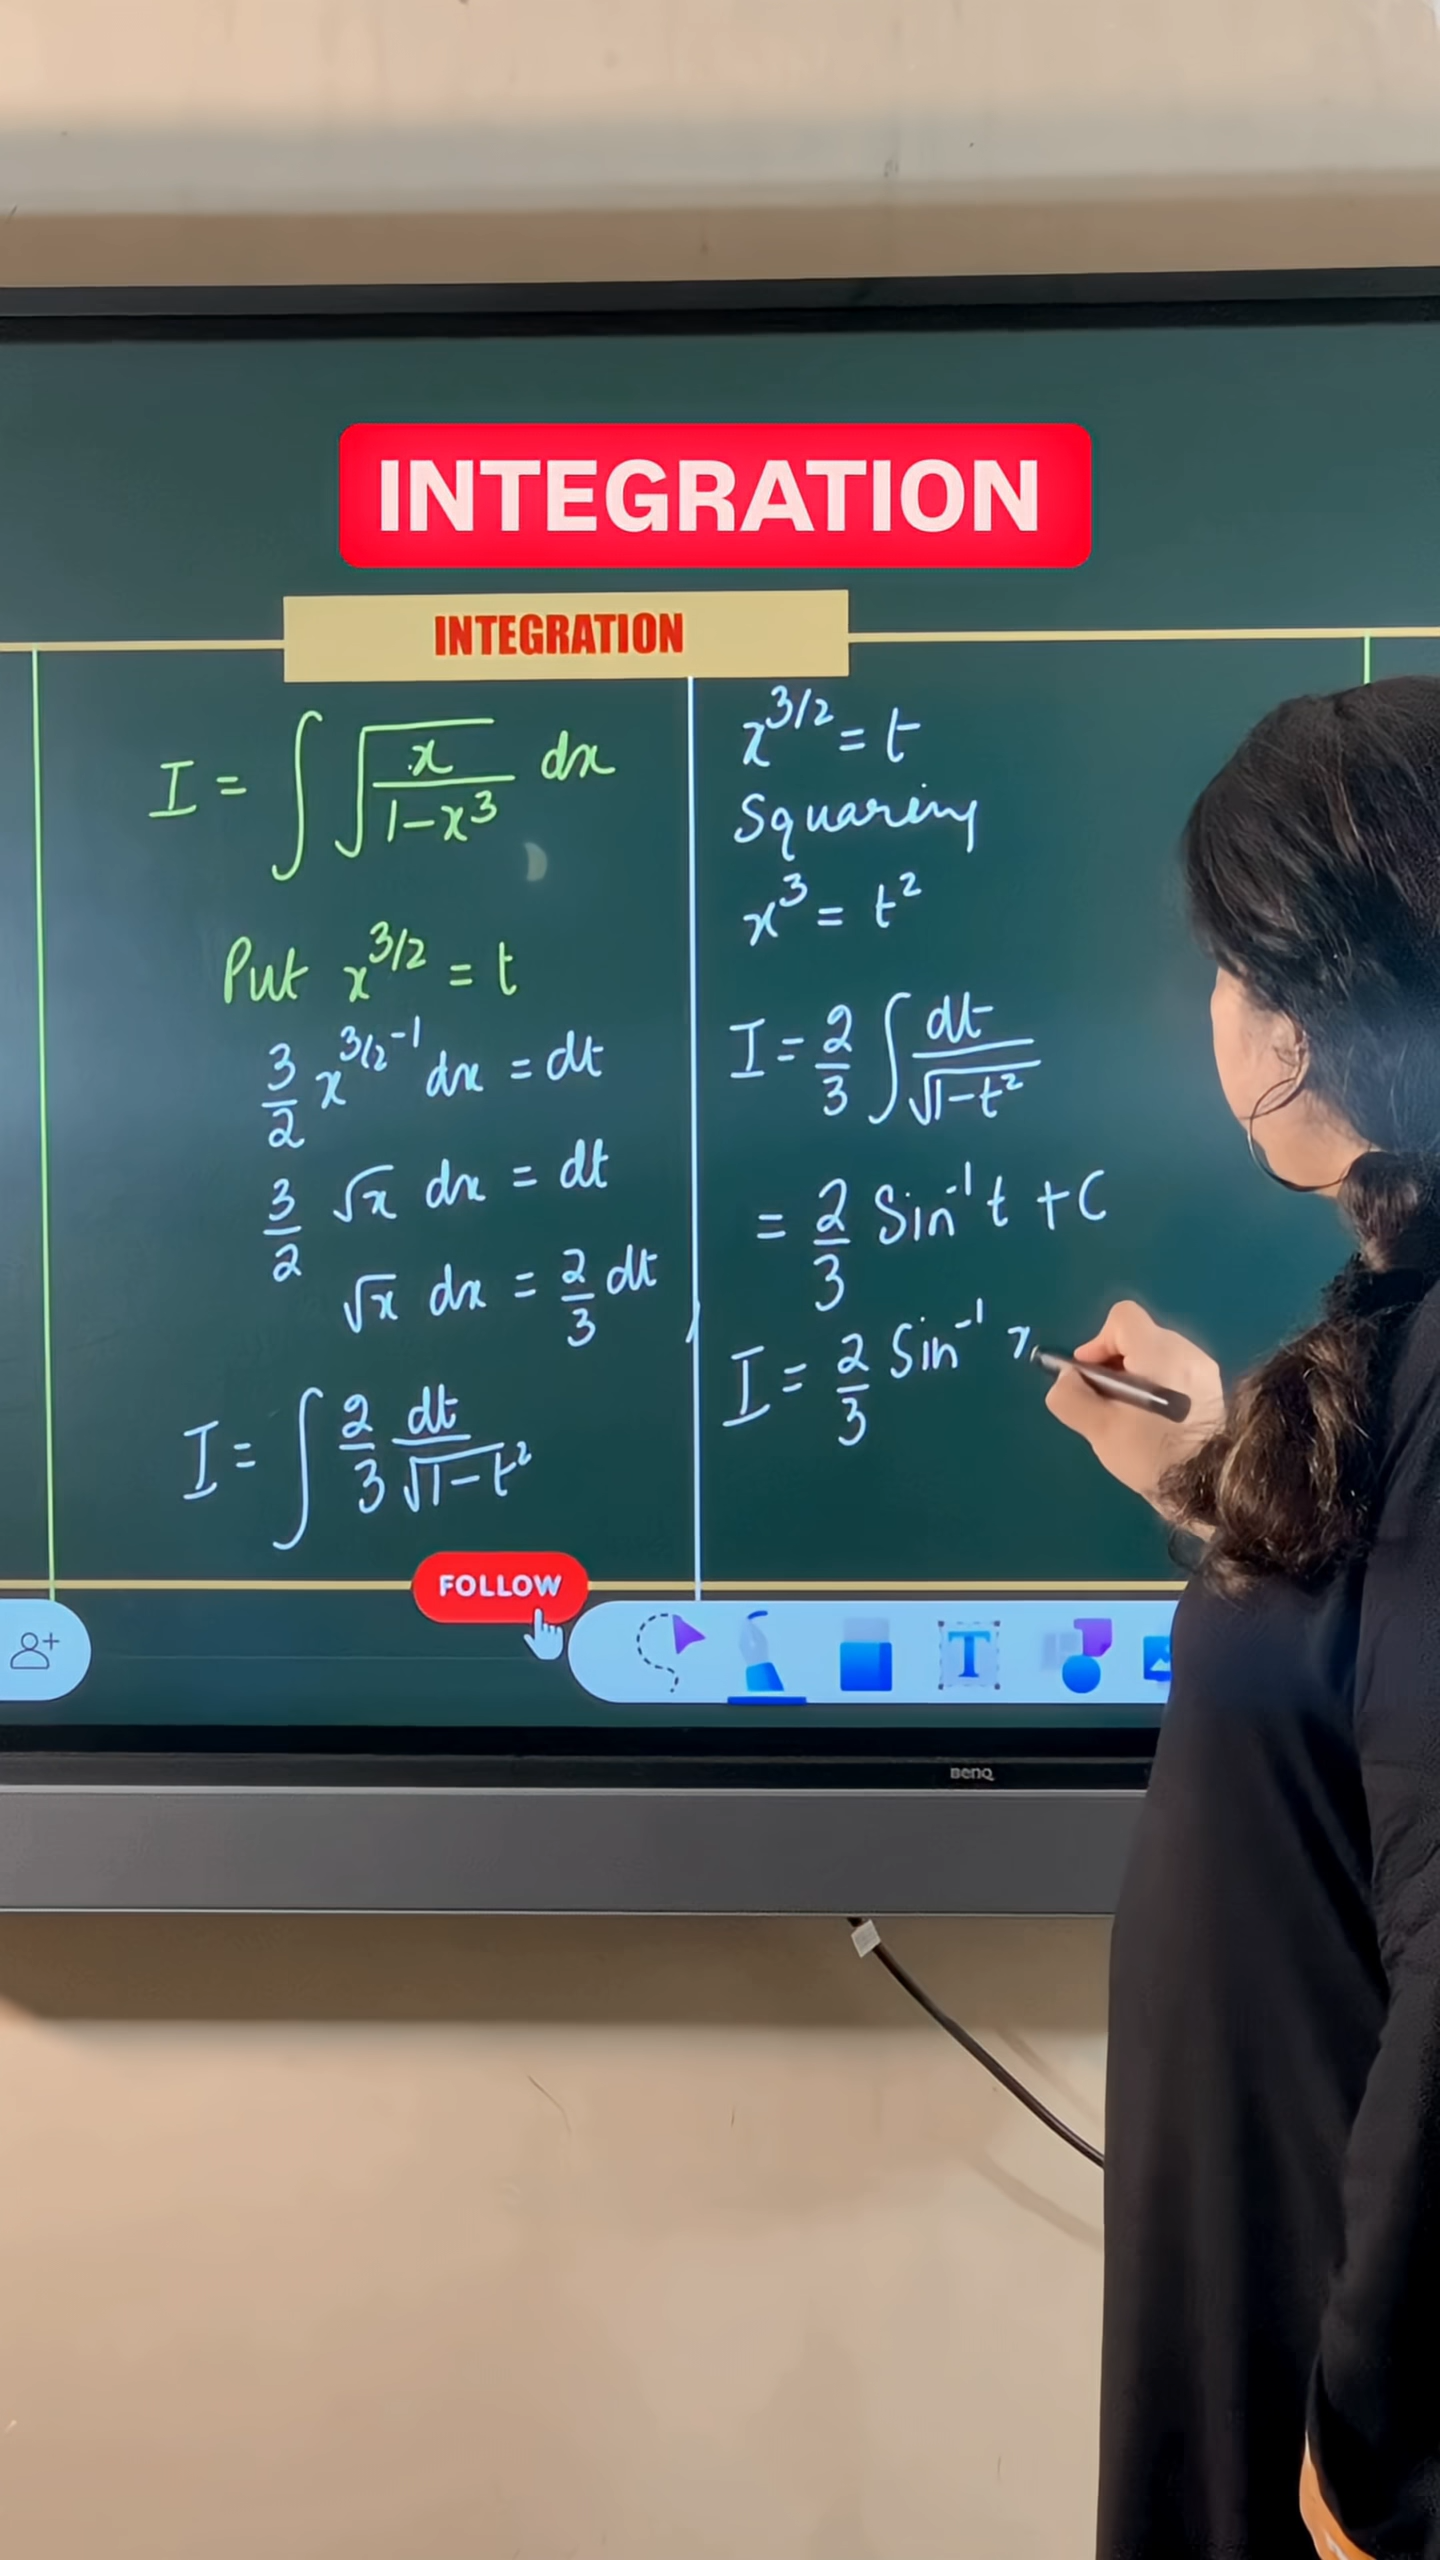 INTEGRATION
INTEGRATION
I = ∫ √(x/(1-x³)) dx
Put x^3/2 = t
3/2 x^3/2-1 dx = dt
3/2 √x dx = dt
√x dx = 2/3 dt
I = ∫ 2/3 dt/√(1-t²)
x^3/2 = t
Squaring
x³ = t²
I = 2/3 ∫ dt/√(1-t²)
= 2/3 Sin⁻¹ t + C
I = 2/3 Sin⁻¹ x
FOLLOW
T
BenQ